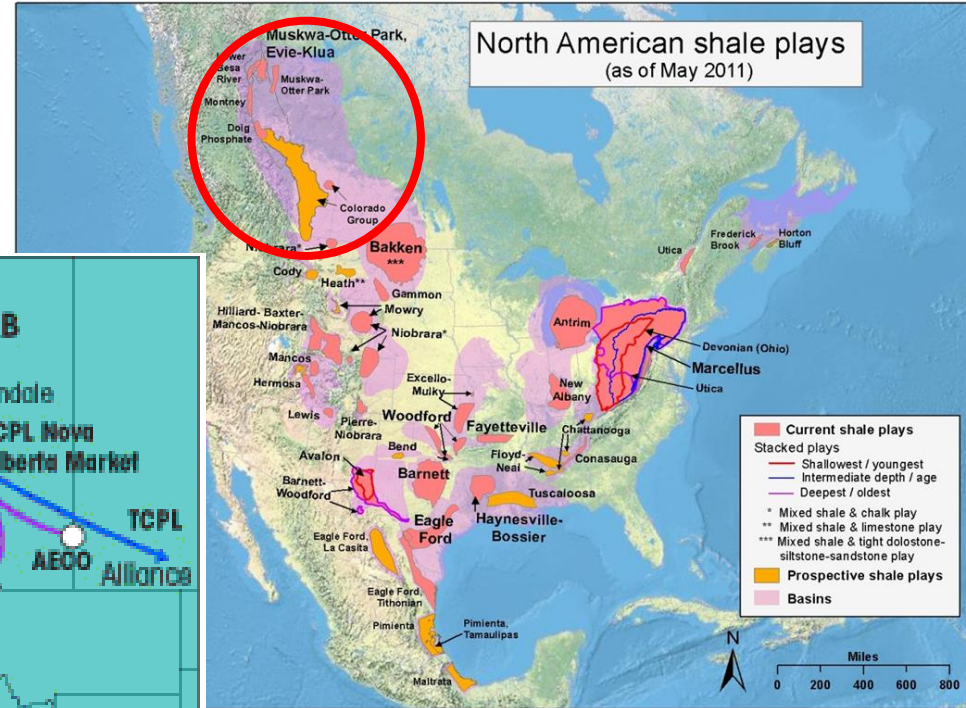 North American shale plays
(as of May 2011)
Muskwa-Otter Park,
Evie-Klua
Lower
Besa
River
Muskwa-
Otter Park
Montney
Doig
Phosphate
Colorado
Group
Niobrara*
Bakken
***
Cody
Heath**
Gammon
Mowry
Hilliard- Baxter-
Mancos-Niobrara
Niobrara*
Mancos
Hermosa
Lewis
Pierre-
Niobrara
Excello-
Mulky
Woodford
Fayetteville
Bend
Avalon
Barnett
Barnett-
Woodford
Eagle
Ford
Haynesville-
Bossier
Eagle Ford,
La Casita
Eagle Ford,
Tithonian
Pimienta
Pimienta,
Tamaulipas
Maltrata
Antrim
New
Albany
Chattanooga
Conasauga
Floyd-
Neal
Tuscaloosa
Devonian (Ohio)
Marcellus
Utica
Utica
Frederick
Brook
Horton
Bluff
Current shale plays
Stacked plays
Shallowest / youngest
Intermediate depth / age
Deepest / oldest
* Mixed shale & chalk play
** Mixed shale & limestone play
*** Mixed shale & tight dolostone-
siltstone-sandstone play
Prospective shale plays
Basins
N
Miles
0 200 400 600 800
B
ndale
CPL Nova
lberta Market
TCPL
AECO
Alliance